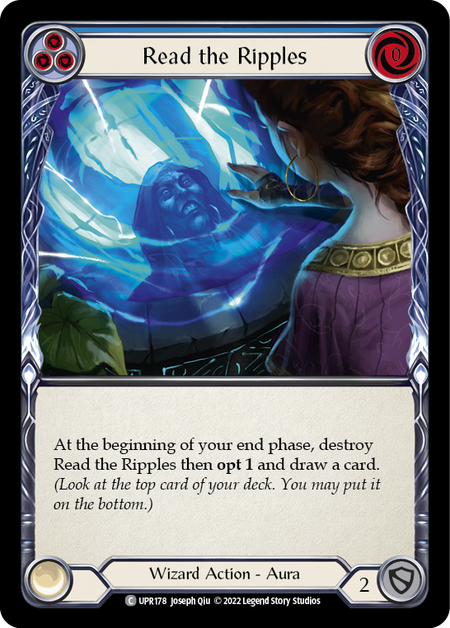 Read the Ripples
0
At the beginning of your end phase, destroy
Read the Ripples then opt 1 and draw a card.
(Look at the top card of your deck. You may put it
on the bottom.)
Wizard Action - Aura
2
C UPR178 Joseph Qiu © 2022 Legend Story Studios